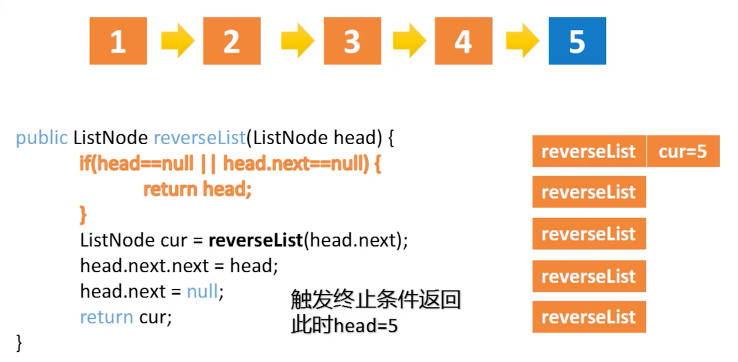 1 2 3 4 5
public ListNode reverseList(ListNode head) {
if(head==null || head.next==null) {
return head;
}
ListNode cur = reverseList(head.next);
head.next.next = head;
head.next = null;
return cur;
}
触发终止条件返回
此时head=5
reverseList cur=5
reverseList
reverseList
reverseList
reverseList